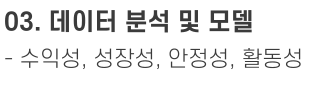 03. 데이터 분석 및 모델
- 수익성, 성장성, 안정성, 활동성